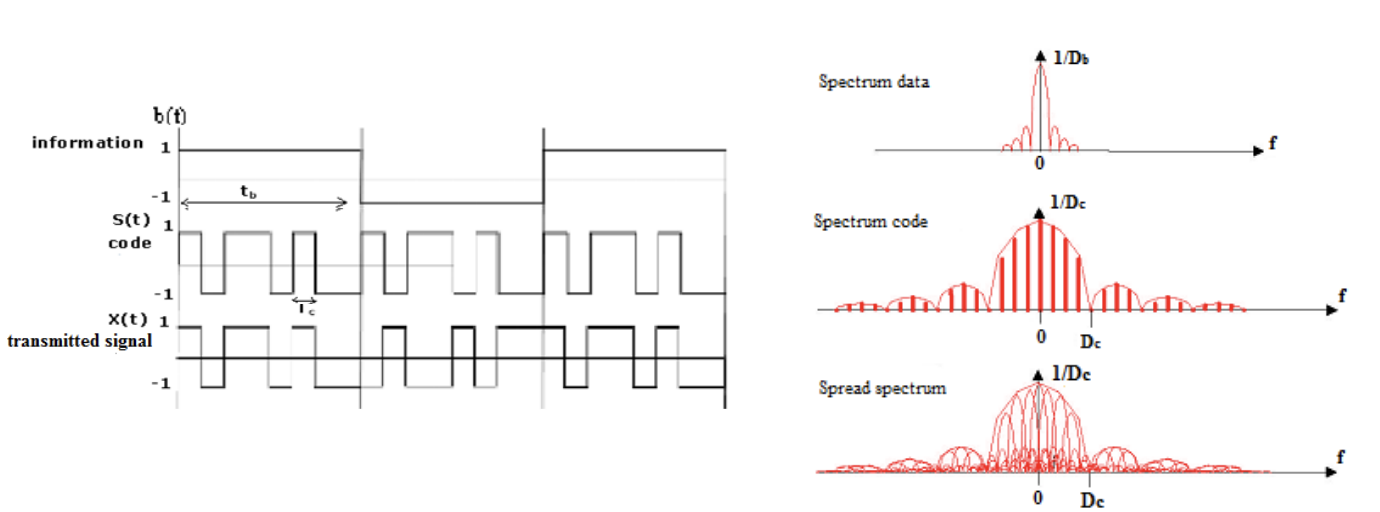 b(t)
information 1
-1
t_b
S(t) 1
code
-1
T_c
X(t) 1
transmitted signal
-1
1/Db
Spectrum data
f
0
1/Dc
Spectrum code
f
0
Dc
1/Dc
Spread spectrum
f
0
Dc